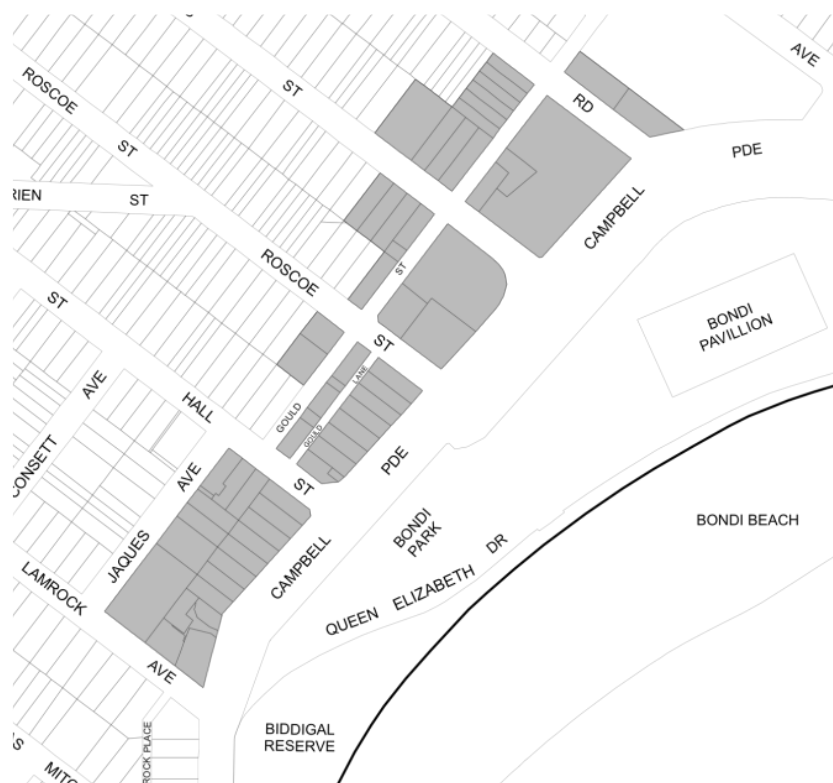 ROSCOE
ST
ST
RD
AVE
PDE
CAMPBELL
RIEN
ST
ROSCOE
ST
ST
BONDI
PAVILLION
ST
HALL
AVE
CONSETT
GOULD
LANE
GOULD
ST
PDE
BONDI BEACH
AVE
JAQUES
CAMPBELL
BONDI
PARK
QUEEN ELIZABETH DR
LAMROCK
AVE
BIDDIGAL
RESERVE
ROCK PLACE
IS
MITC